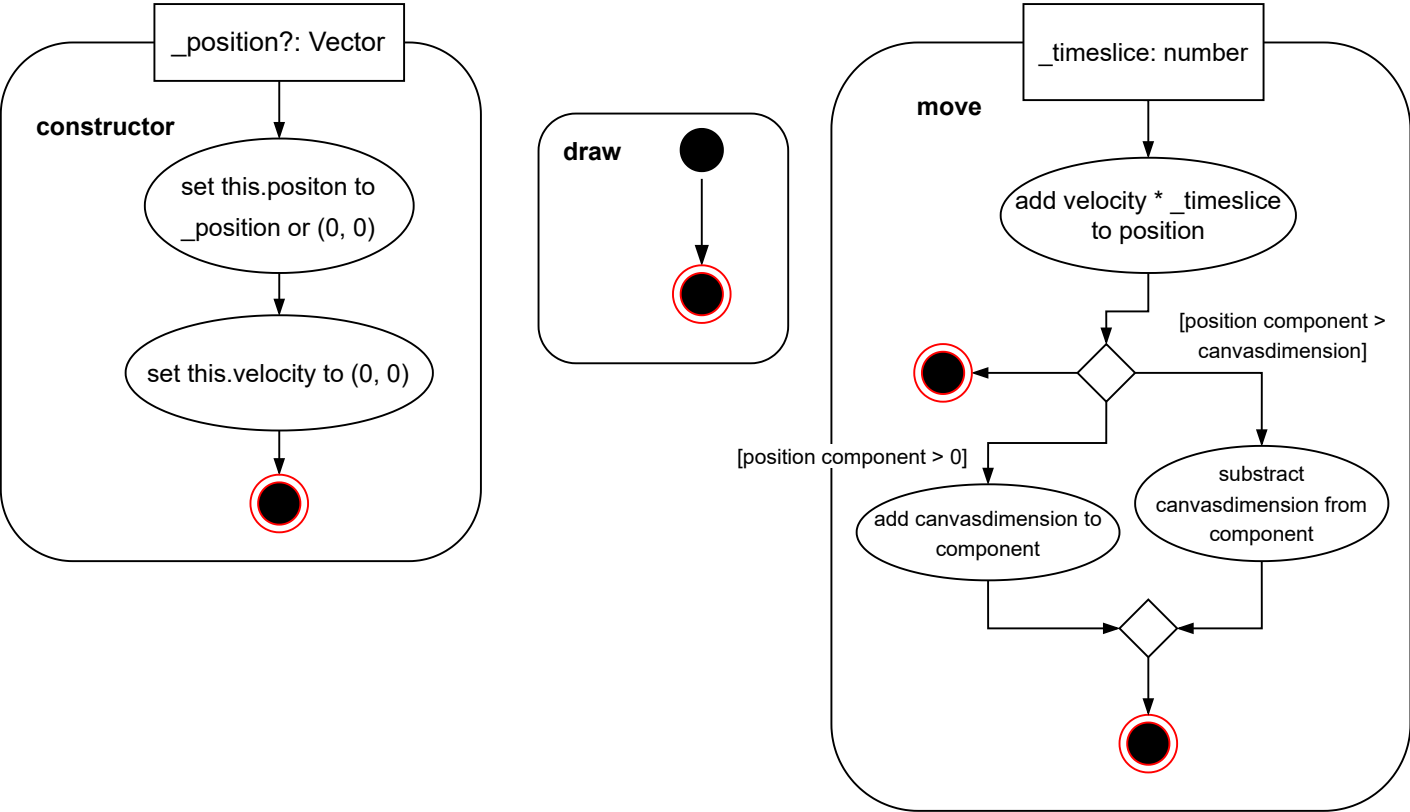 _position?: Vector
constructor
set this.positon to
_position or (0, 0)
set this.velocity to (0, 0)
draw
_timeslice: number
move
add velocity * _timeslice
to position
[position component >
canvasdimension]
[position component > 0]
add canvasdimension to
component
substract
canvasdimension from
component